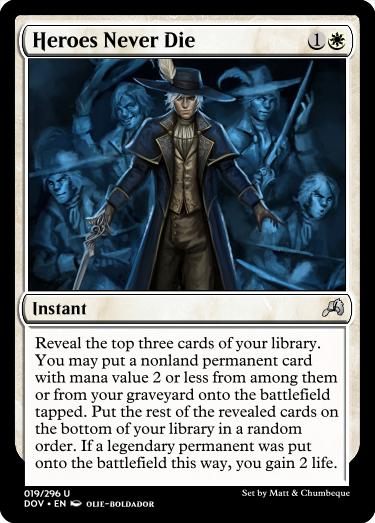 Heroes Never Die
1
Instant
Reveal the top three cards of your library.
You may put a nonland permanent card
with mana value 2 or less from among them
or from your graveyard onto the battlefield
tapped. Put the rest of the revealed cards on
the bottom of your library in a random
order. If a legendary permanent was put
onto the battlefield this way, you gain 2 life.
019/296 U
DOV • EN OLIE-BOLDADOR
Set by Matt & Chumbeque